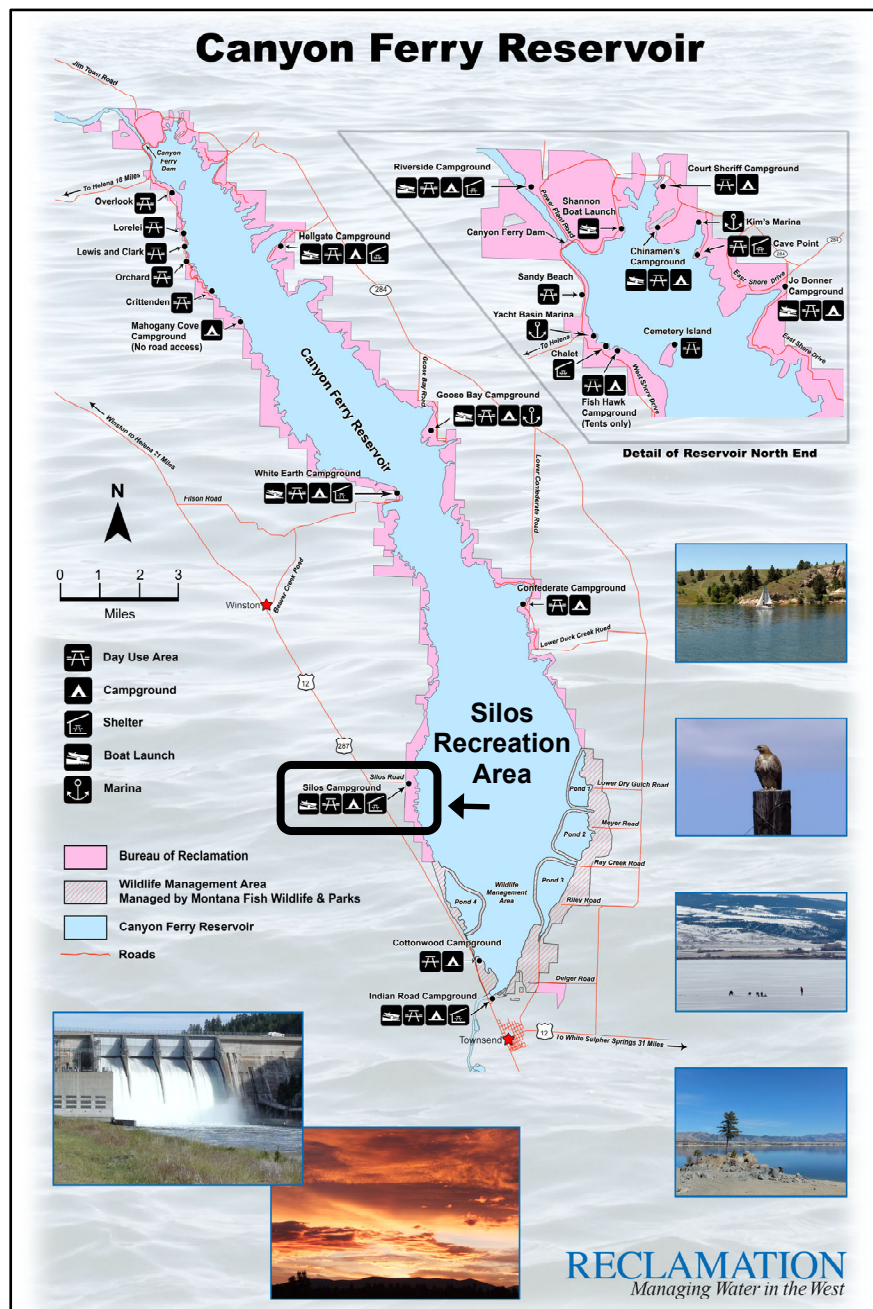 Canyon Ferry Reservoir
Jim Town Road
Canyon
Ferry
Dam
To Helena 18 Miles
Overlook
Lorelei
Lewis and Clark
Orchard
Crittenden
Mahogany Cove
Campground
(No road access)
Hellgate Campground
284
Canyon Ferry Reservoir
Goose Bay Road
Goose Bay Campground
Winston to Helena 21 Miles
White Earth Campground
Filson Road
Lower Confederate Road
N
0 1 2 3
Miles
Winston
Beaver Creek Road
Confederate Campground
Lower Duck Creek Road
12
287
Silos
Recreation
Area
Silos Road
Silos Campground
Pond 1
Lower Dry Gulch Road
Meyer Road
Pond 2
Ray Creek Road
Pond 3
Wildlife
Management
Area
Pond 4
Riley Road
Cottonwood Campground
Dulger Road
Indian Road Campground
Townsend
12
To White Sulpher Springs 31 Miles
Riverside Campground
Power Plant Road
Shannon
Boat Launch
Court Sheriff Campground
Kim's Marina
Canyon Ferry Dam
Chinamen's
Campground
Cave Point
284
284
East Shore Drive
Jo Bonner
Campground
Sandy Beach
Yacht Basin Marina
To Helena
Chalet
Cemetery Island
East Shore Drive
West Shore Drive
Fish Hawk
Campground
(Tents only)
Detail of Reservoir North End
Day Use Area
Campground
Shelter
Boat Launch
Marina
Bureau of Reclamation
Wildlife Management Area
Managed by Montana Fish Wildlife & Parks
Canyon Ferry Reservoir
Roads
RECLAMATION
Managing Water in the West